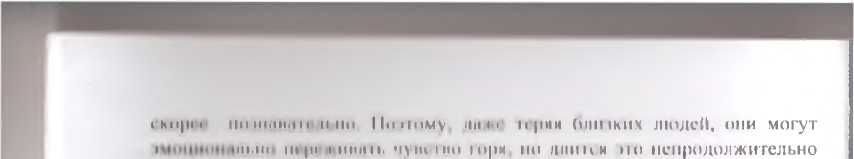 скорее познавательно. Поэтому, даже теряя близких людей, они могут
эмоционально переживать чувство горя, но длится это непродолжительно